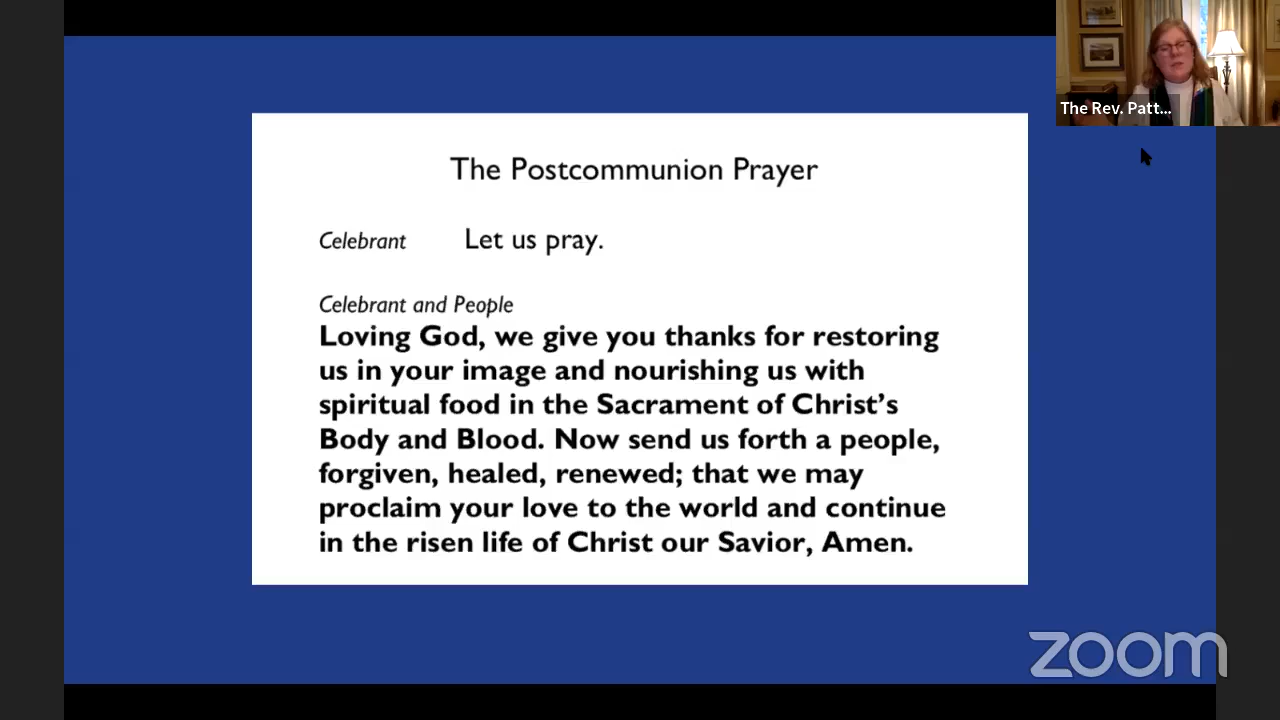 The Rev. Patt...
The Postcommunion Prayer
Celebrant Let us pray.
Celebrant and People
Loving God, we give you thanks for restoring
us in your image and nourishing us with
spiritual food in the Sacrament of Christ's
Body and Blood. Now send us forth a people,
forgiven, healed, renewed; that we may
proclaim your love to the world and continue
in the risen life of Christ our Savior, Amen.
zoom